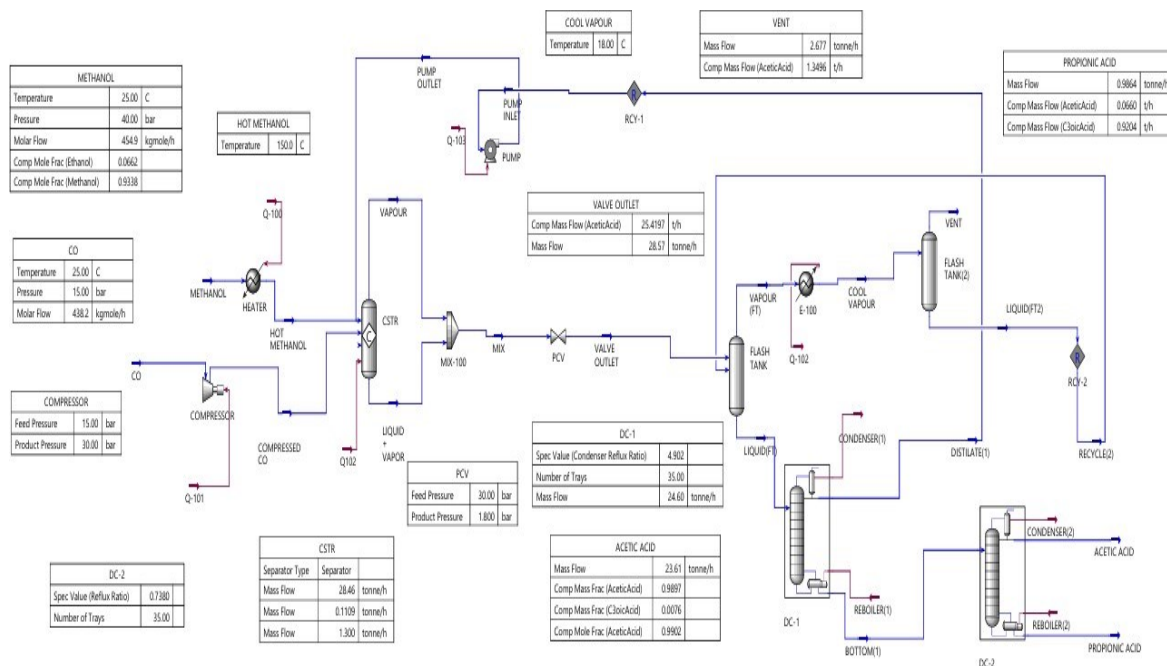 COOL VAPOUR
Temperature 18.00 C
VENT
Mass Flow 2.677 tonne/h
Comp Mass Flow (AceticAcid) 1.3496 t/h
PROPIONIC ACID
Mass Flow 0.9864 tonne/h
Comp Mass Flow (AceticAcid) 0.0660 t/h
Comp Mass Flow (C3oicAcid) 0.9204 t/h
METHANOL
Temperature 25.00 C
Pressure 40.00 bar
Molar Flow 454.9 kgmole/h
Comp Mole Frac (Ethanol) 0.0662
Comp Mole Frac (Methanol) 0.9338
HOT METHANOL
Temperature 150.0 C
PUMP
OUTLET
PUMP
INLET
RCY-1
Q-103
PUMP
VALVE OUTLET
Comp Mass Flow (AceticAcid) 25.4197 t/h
Mass Flow 28.57 tonne/h
Q-100
VAPOUR
VENT
CO
Temperature 25.00 C
Pressure 15.00 bar
Molar Flow 438.2 kgmole/h
METHANOL
HEATER
HOT
METHANOL
CSTR
C
MIX-100
MIX
PCV
VALVE
OUTLET
VAPOUR
(FT)
E-100
COOL
VAPOUR
Q-102
FLASH
TANK(2)
LIQUID(FT2)
FLASH
TANK
RCY-2
CO
COMPRESSOR
COMPRESSED
CO
Q-101
Q102
LIQUID
+
VAPOR
LIQUID(FT)
CONDENSER(1)
DISTILATE(1)
RECYCLE(2)
COMPRESSOR
Feed Pressure 15.00 bar
Product Pressure 30.00 bar
PCV
Feed Pressure 30.00 bar
Product Pressure 1.800 bar
DC-1
Spec Value (Condenser Reflux Ratio) 4.902
Number of Trays 35.00
Mass Flow 24.60 tonne/h
CSTR
Separator Type Separator
Mass Flow 28.46 tonne/h
Mass Flow 0.1109 tonne/h
Mass Flow 1.300 tonne/h
ACETIC ACID
Mass Flow 23.61 tonne/h
Comp Mass Frac (AceticAcid) 0.9897
Comp Mass Frac (C3oicAcid) 0.0076
Comp Mole Frac (AceticAcid) 0.9902
DC-2
Spec Value (Reflux Ratio) 0.7380
Number of Trays 35.00
DC-1
REBOILER(1)
BOTTOM(1)
CONDENSER(2)
ACETIC ACID
REBOILER(2)
PROPIONIC ACID
DC-2